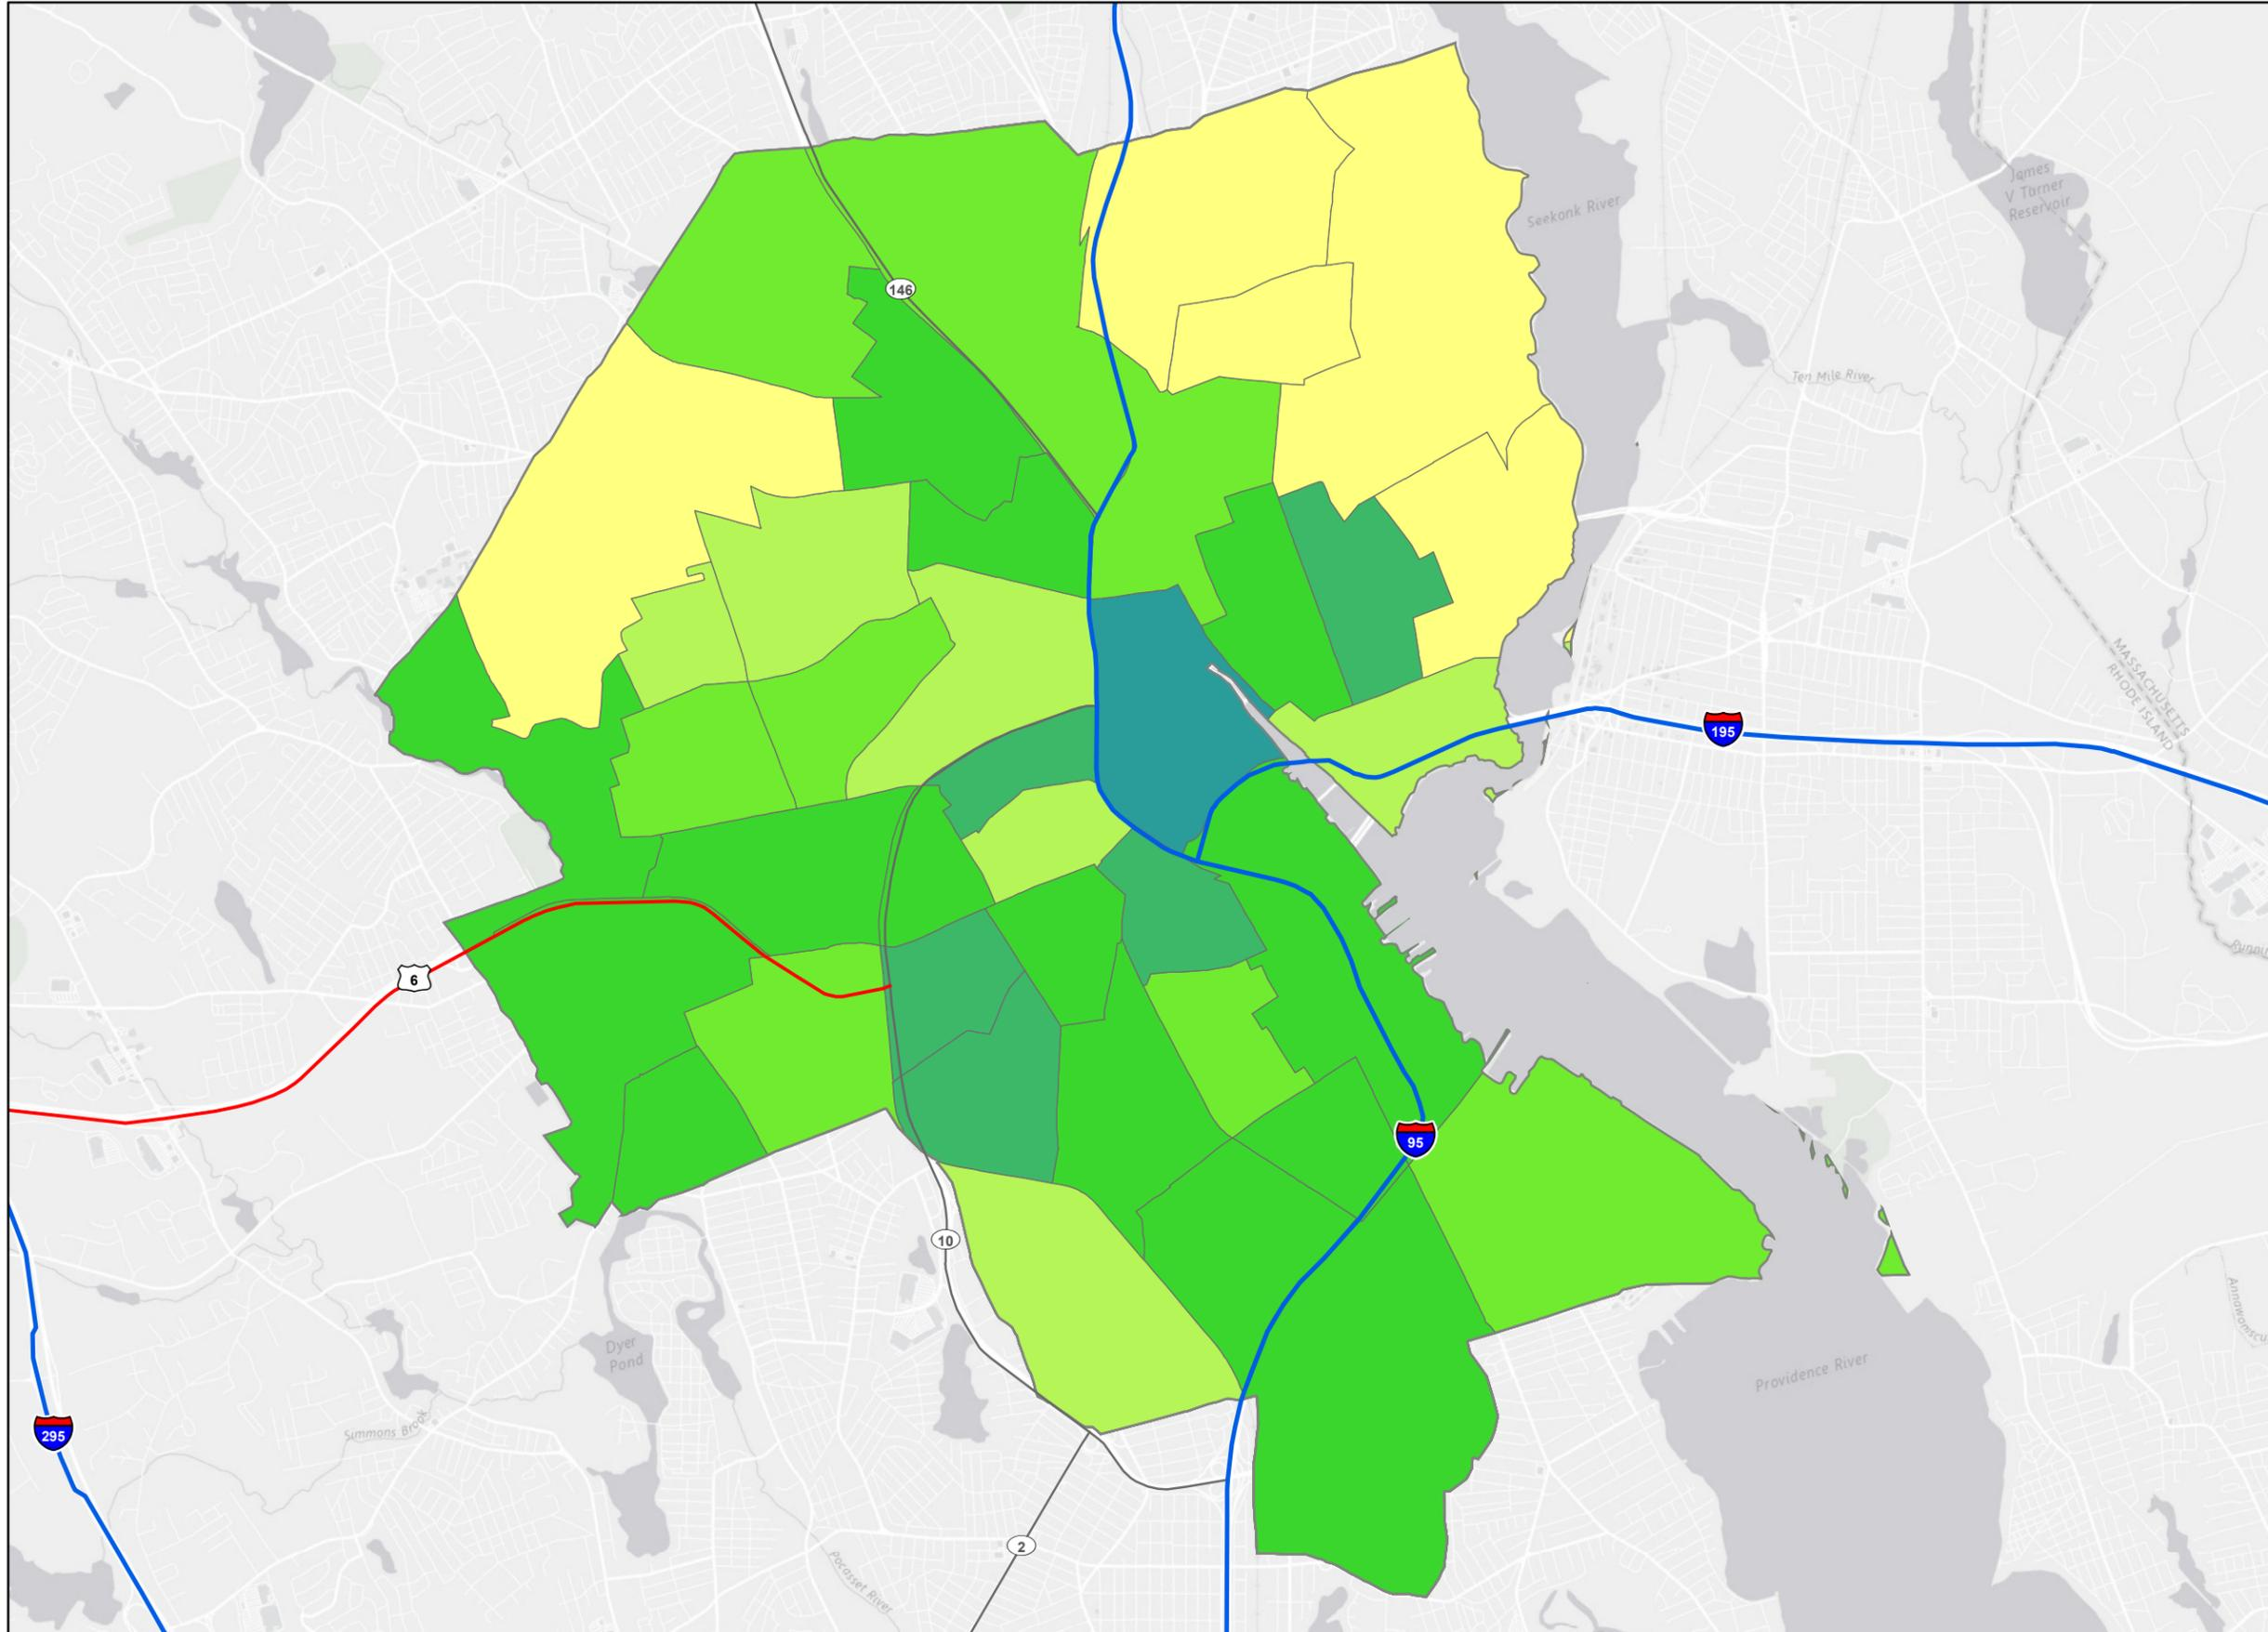 James
V Turner
Reservoir
Seekonk River
146
Ten Mile River
MASSACHUSETTS
RHODE ISLAND
195
6
95
10
Dyer
Pond
Providence River
Simmons Brook
295
2
Pocasset River